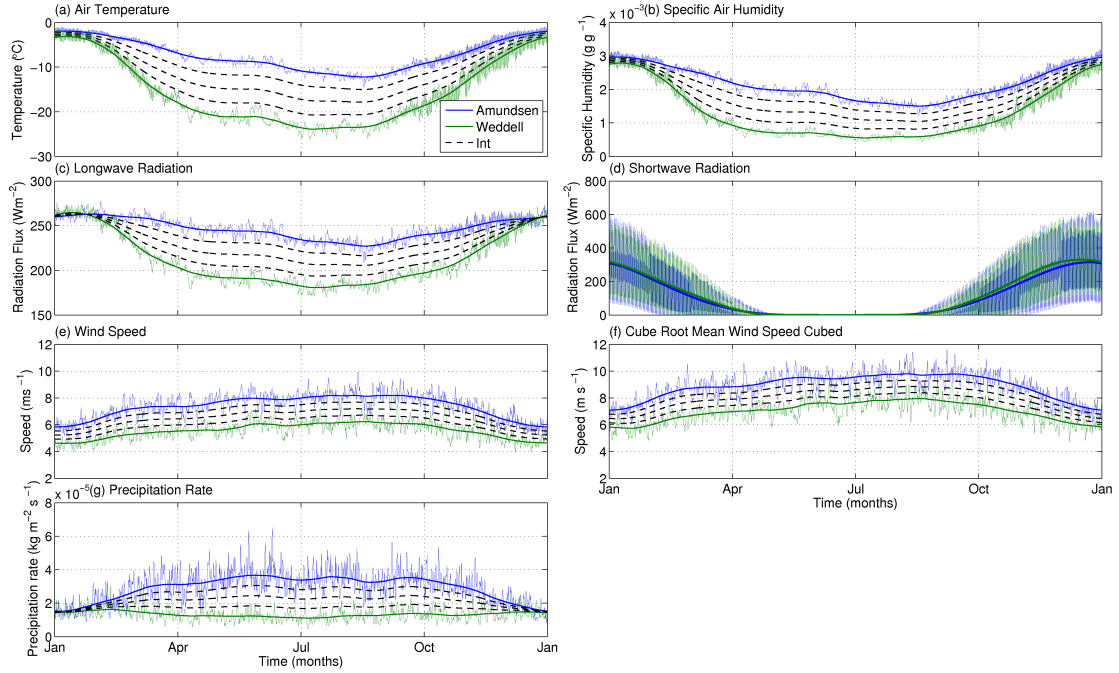 (a) Air Temperature
Temperature (°C)
0
−10
−20
−30
Amundsen
Weddell
Int
x 10⁻³(b) Specific Air Humidity
Specific Humidity (g g⁻¹)
4
3
2
1
0
(c) Longwave Radiation
Radiation Flux (Wm⁻²)
300
250
200
150
(d) Shortwave Radiation
Radiation Flux (Wm⁻²)
800
600
400
200
0
(e) Wind Speed
Speed (ms⁻¹)
12
10
8
6
4
2
(f) Cube Root Mean Wind Speed Cubed
Speed (m s⁻¹)
12
10
8
6
4
2
Jan Apr Jul Oct Jan
Time (months)
x 10⁻⁵(g) Precipitation Rate
Precipitation rate (kg m⁻² s⁻¹)
8
6
4
2
0
Jan Apr Jul Oct Jan
Time (months)